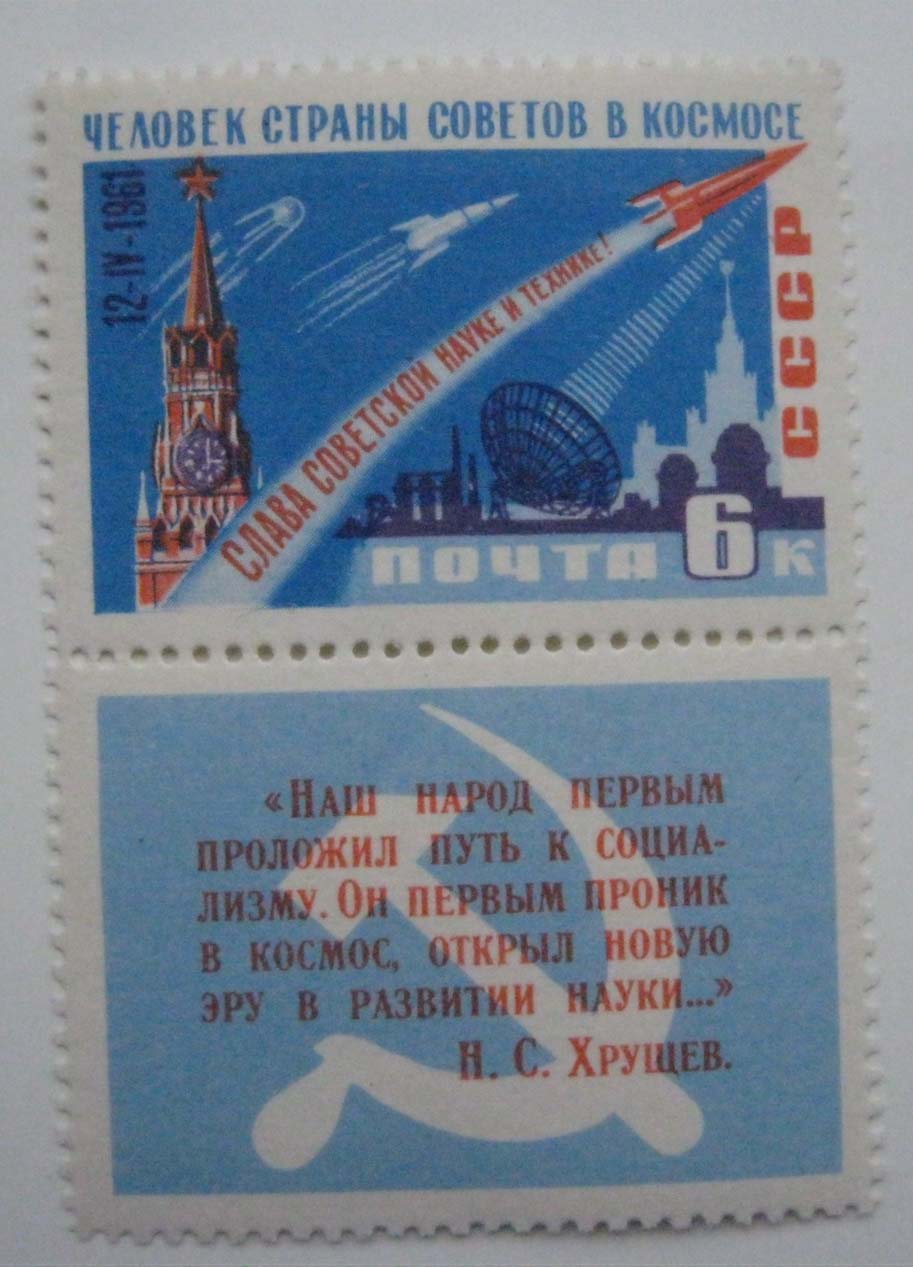 ЧЕЛОВЕК СТРАНЫ СОВЕТОВ В КОСМОСЕ
12-IV-1961
СЛАВА СОВЕТСКОЙ НАУКЕ И ТЕХНИКЕ!
СССР
ПОЧТА 6 К
«НАШ НАРОД ПЕРВЫМ
ПРОЛОЖИЛ ПУТЬ К СОЦИА-
ЛИЗМУ. ОН ПЕРВЫМ ПРОНИК
В КОСМОС, ОТКРЫЛ НОВУЮ
ЭРУ В РАЗВИТИИ НАУКИ...»
Н. С. ХРУЩЕВ.